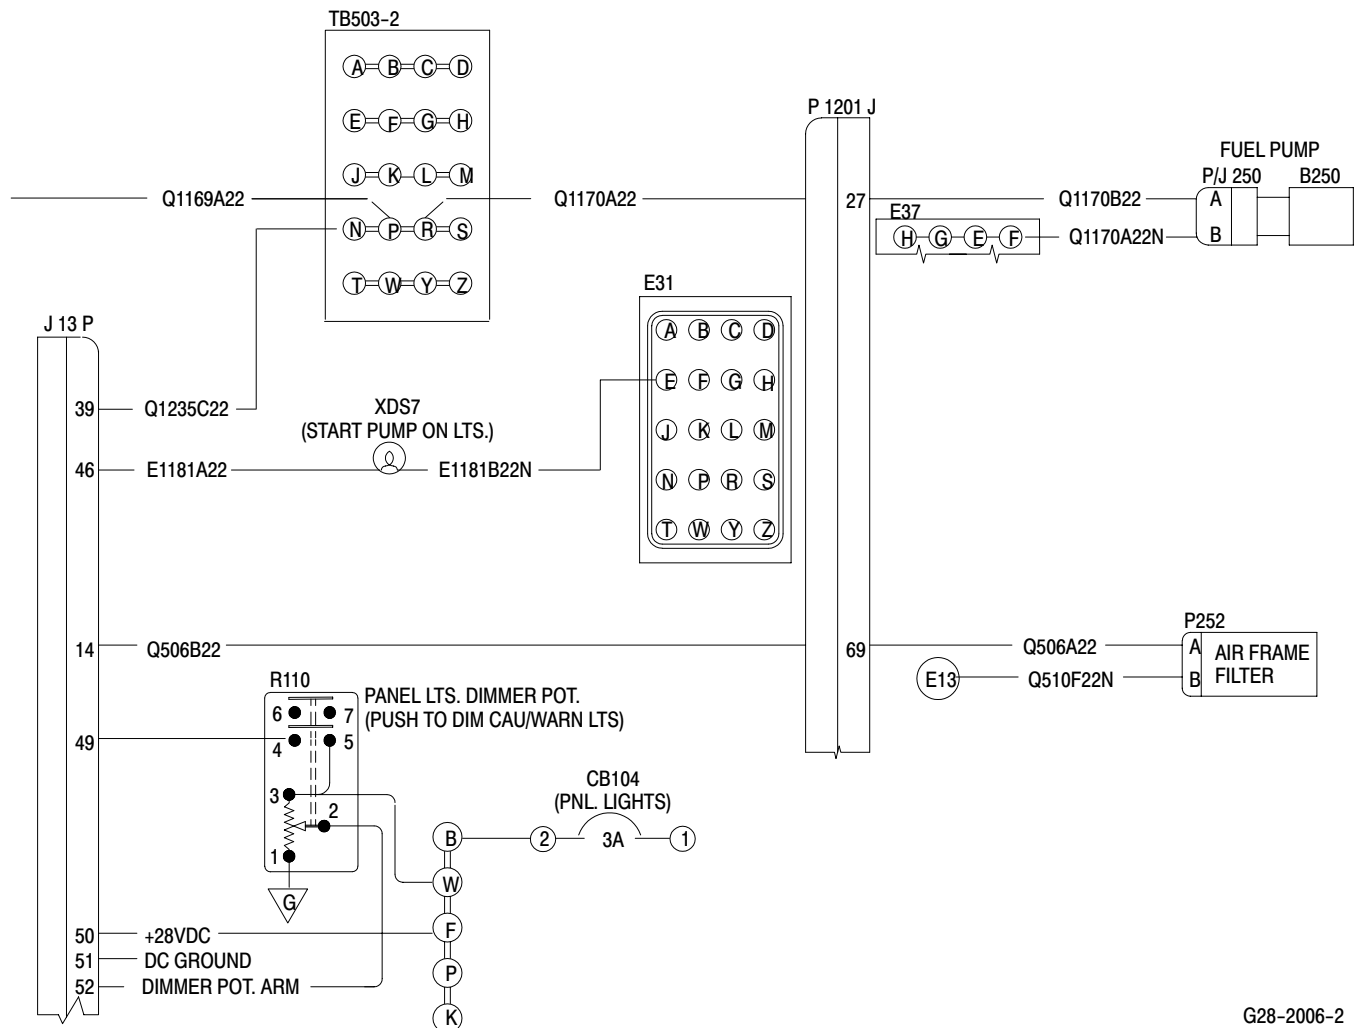 TB503-2
A B C D
E F G H
J K L M
N P R S
T W Y Z
Q1169A22
Q1170A22
P 1201 J
27
69
FUEL PUMP
P/J 250 B250
Q1170B22
A
B
E37
H G E F
Q1170A22N
E31
A B C D
E F G H
J K L M
N P R S
T W Y Z
J 13 P
39
Q1235C22
XDS7
(START PUMP ON LTS.)
46
E1181A22
E1181B22N
14
Q506B22
Q506A22
P252
A
B
AIR FRAME
FILTER
E13
Q510F22N
R110
PANEL LTS. DIMMER POT.
(PUSH TO DIM CAU/WARN LTS)
6 7
49
4 5
3
2
1
G
CB104
(PNL. LIGHTS)
B
2
3A
1
W
F
P
K
50
+28VDC
51
DC GROUND
52
DIMMER POT. ARM
G28-2006-2